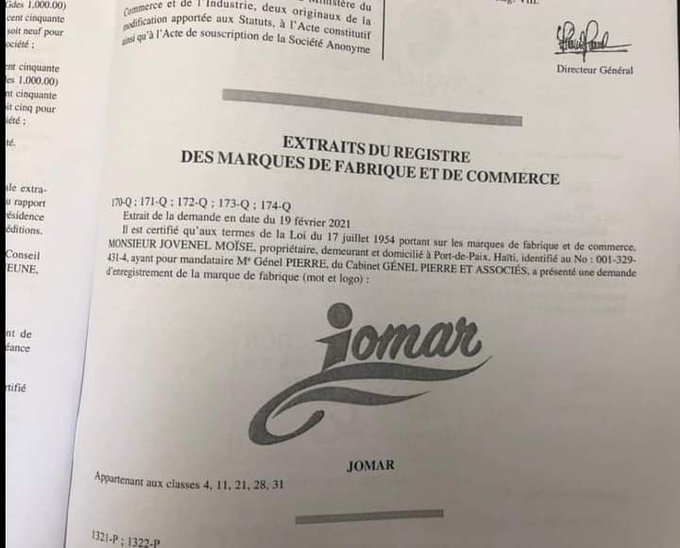 Gdes 1,000.00)
cent cinquante
soit neuf pour
ociété ;
ent cinquante
es 1,000.00)
nt cinquante
it cinq pour
iété ;
té.
ale extra-
u rapport
résidence
éditions.
Conseil
EUNE,
nt de
éance
rtifié
Commerce et de l'Industrie, deux originaux de la
modification apportée aux Statuts, à l'Acte constitutif
ainsi qu'à l'Acte de souscription de la Société Anonyme
Directeur Général
EXTRAITS DU REGISTRE
DES MARQUES DE FABRIQUE ET DE COMMERCE
170-Q ; 171-Q ; 172-Q ; 173-Q ; 174-Q
Extrait de la demande en date du 19 février 2021
Il est certifié qu'aux termes de la Loi du 17 juillet 1954 portant sur les marques de fabrique et de commerce,
MONSIEUR JOVENEL MOÏSE, propriétaire, demeurant et domicilié à Port-de-Paix, Haïti, identifié au No : 001-329-
431-4, ayant pour mandataire Me Génel PIERRE, du Cabinet GÉNEL PIERRE ET ASSOCIÉS, a présenté une demande
d'enregistrement de la marque de fabrique (mot et logo) :
jomar
JOMAR
Appartenant aux classes 4, 11, 21, 28, 31
1321-P ; 1322-P